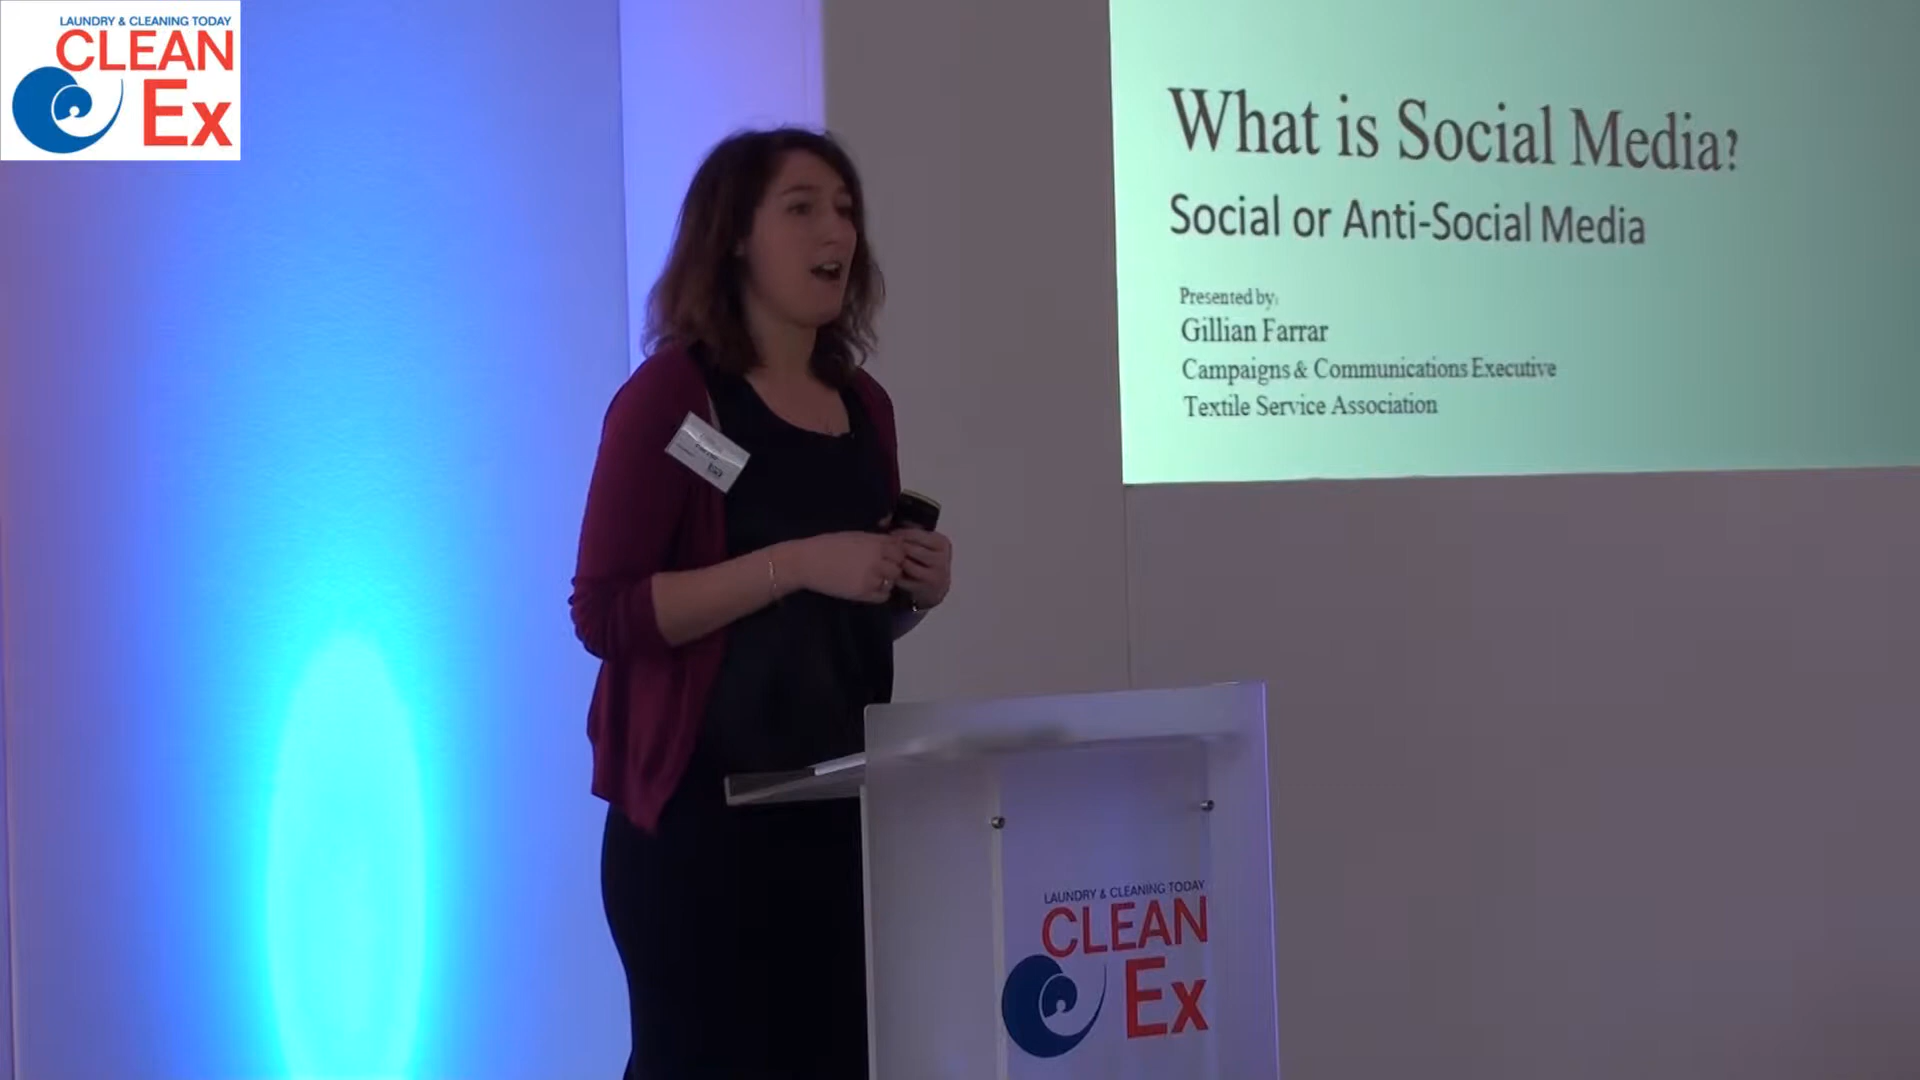 LAUNDRY & CLEANING TODAY
CLEAN
Ex
What is Social Media?
Social or Anti-Social Media
Presented by:
Gillian Farrar
Campaigns & Communications Executive
Textile Service Association
LAUNDRY & CLEANING TODAY
CLEAN
Ex